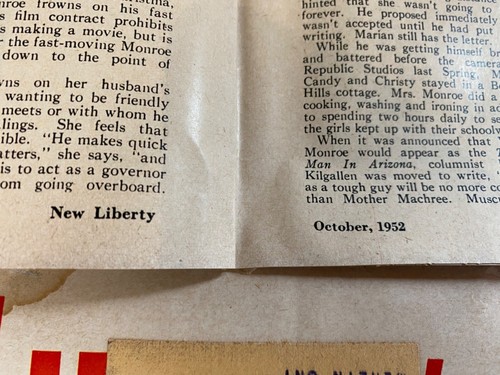 frowns on his fast
s film contract prohibits
s making a movie, but is
r the fast-moving Monroe
down to the point of
ns on her husband's
wanting to be friendly
meets or with whom he
lings. She feels that
ible. "He makes quick
atters," she says, "and
is to act as a governor
om going overboard.
New Liberty
hinted that she wasn't going to
forever. He proposed immediately
wasn't accepted until he had put
writing. Marian still has the letter.
While he was getting himself br
and battered before the camera
Republic Studios last Spring,
Candy and Christy stayed in a Be
Hills cottage. Mrs. Monroe did a
cooking, washing and ironing in ad
to spending two hours daily to se
the girls kept up with their school
When it was announced that
Monroe would appear as the T
Man In Arizona, columnist
Kilgallen was moved to write, "
as a tough guy will be no more co
than Mother Machree. Muscu
October, 1952